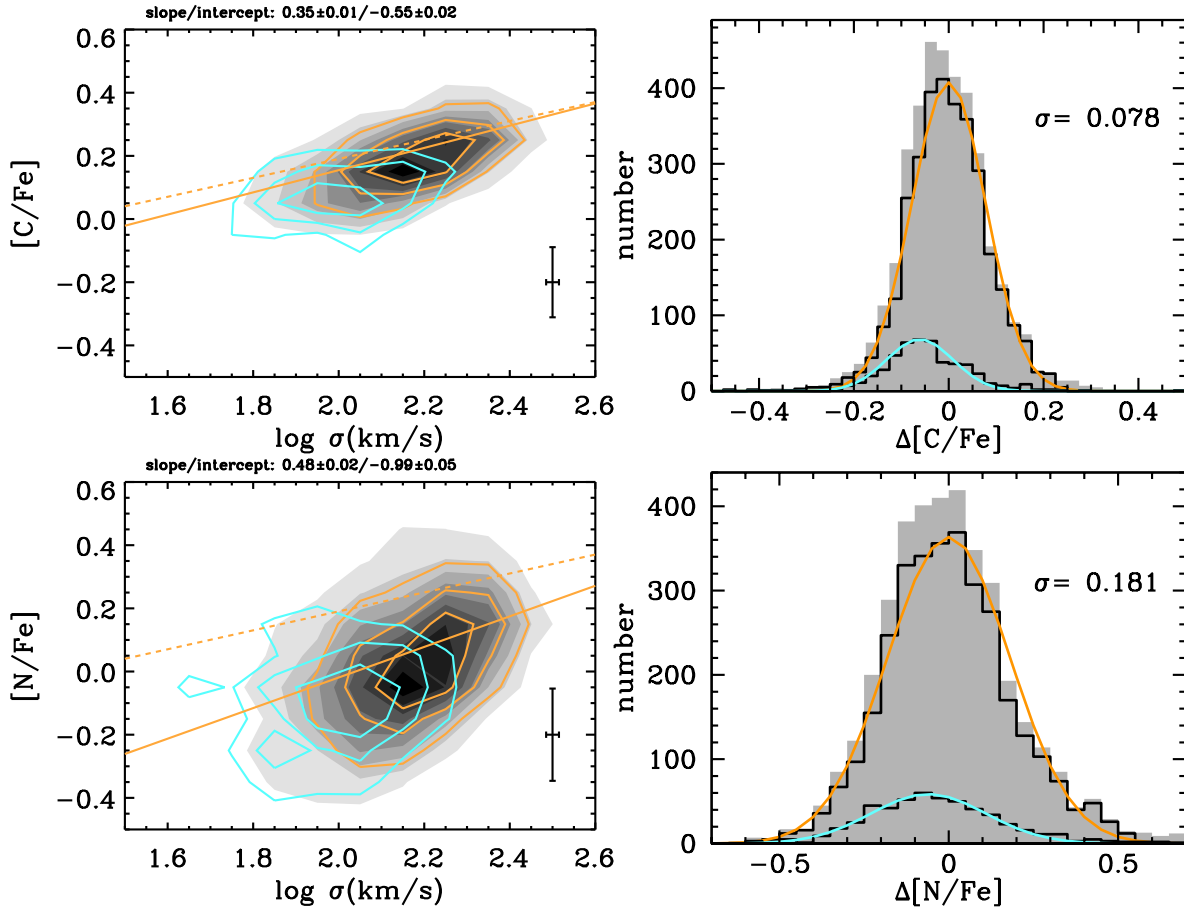 slope/intercept: 0.35±0.01/−0.55±0.02
0.6
0.4
0.2
0.0
−0.2
−0.4
[C/Fe]
1.6 1.8 2.0 2.2 2.4 2.6
log σ(km/s)
400
300
200
100
0
number
σ= 0.078
−0.4 −0.2 0 0.2 0.4
Δ[C/Fe]
slope/intercept: 0.48±0.02/−0.99±0.05
0.6
0.4
0.2
0.0
−0.2
−0.4
[N/Fe]
1.6 1.8 2.0 2.2 2.4 2.6
log σ(km/s)
400
300
200
100
0
number
σ= 0.181
−0.5 0 0.5
Δ[N/Fe]